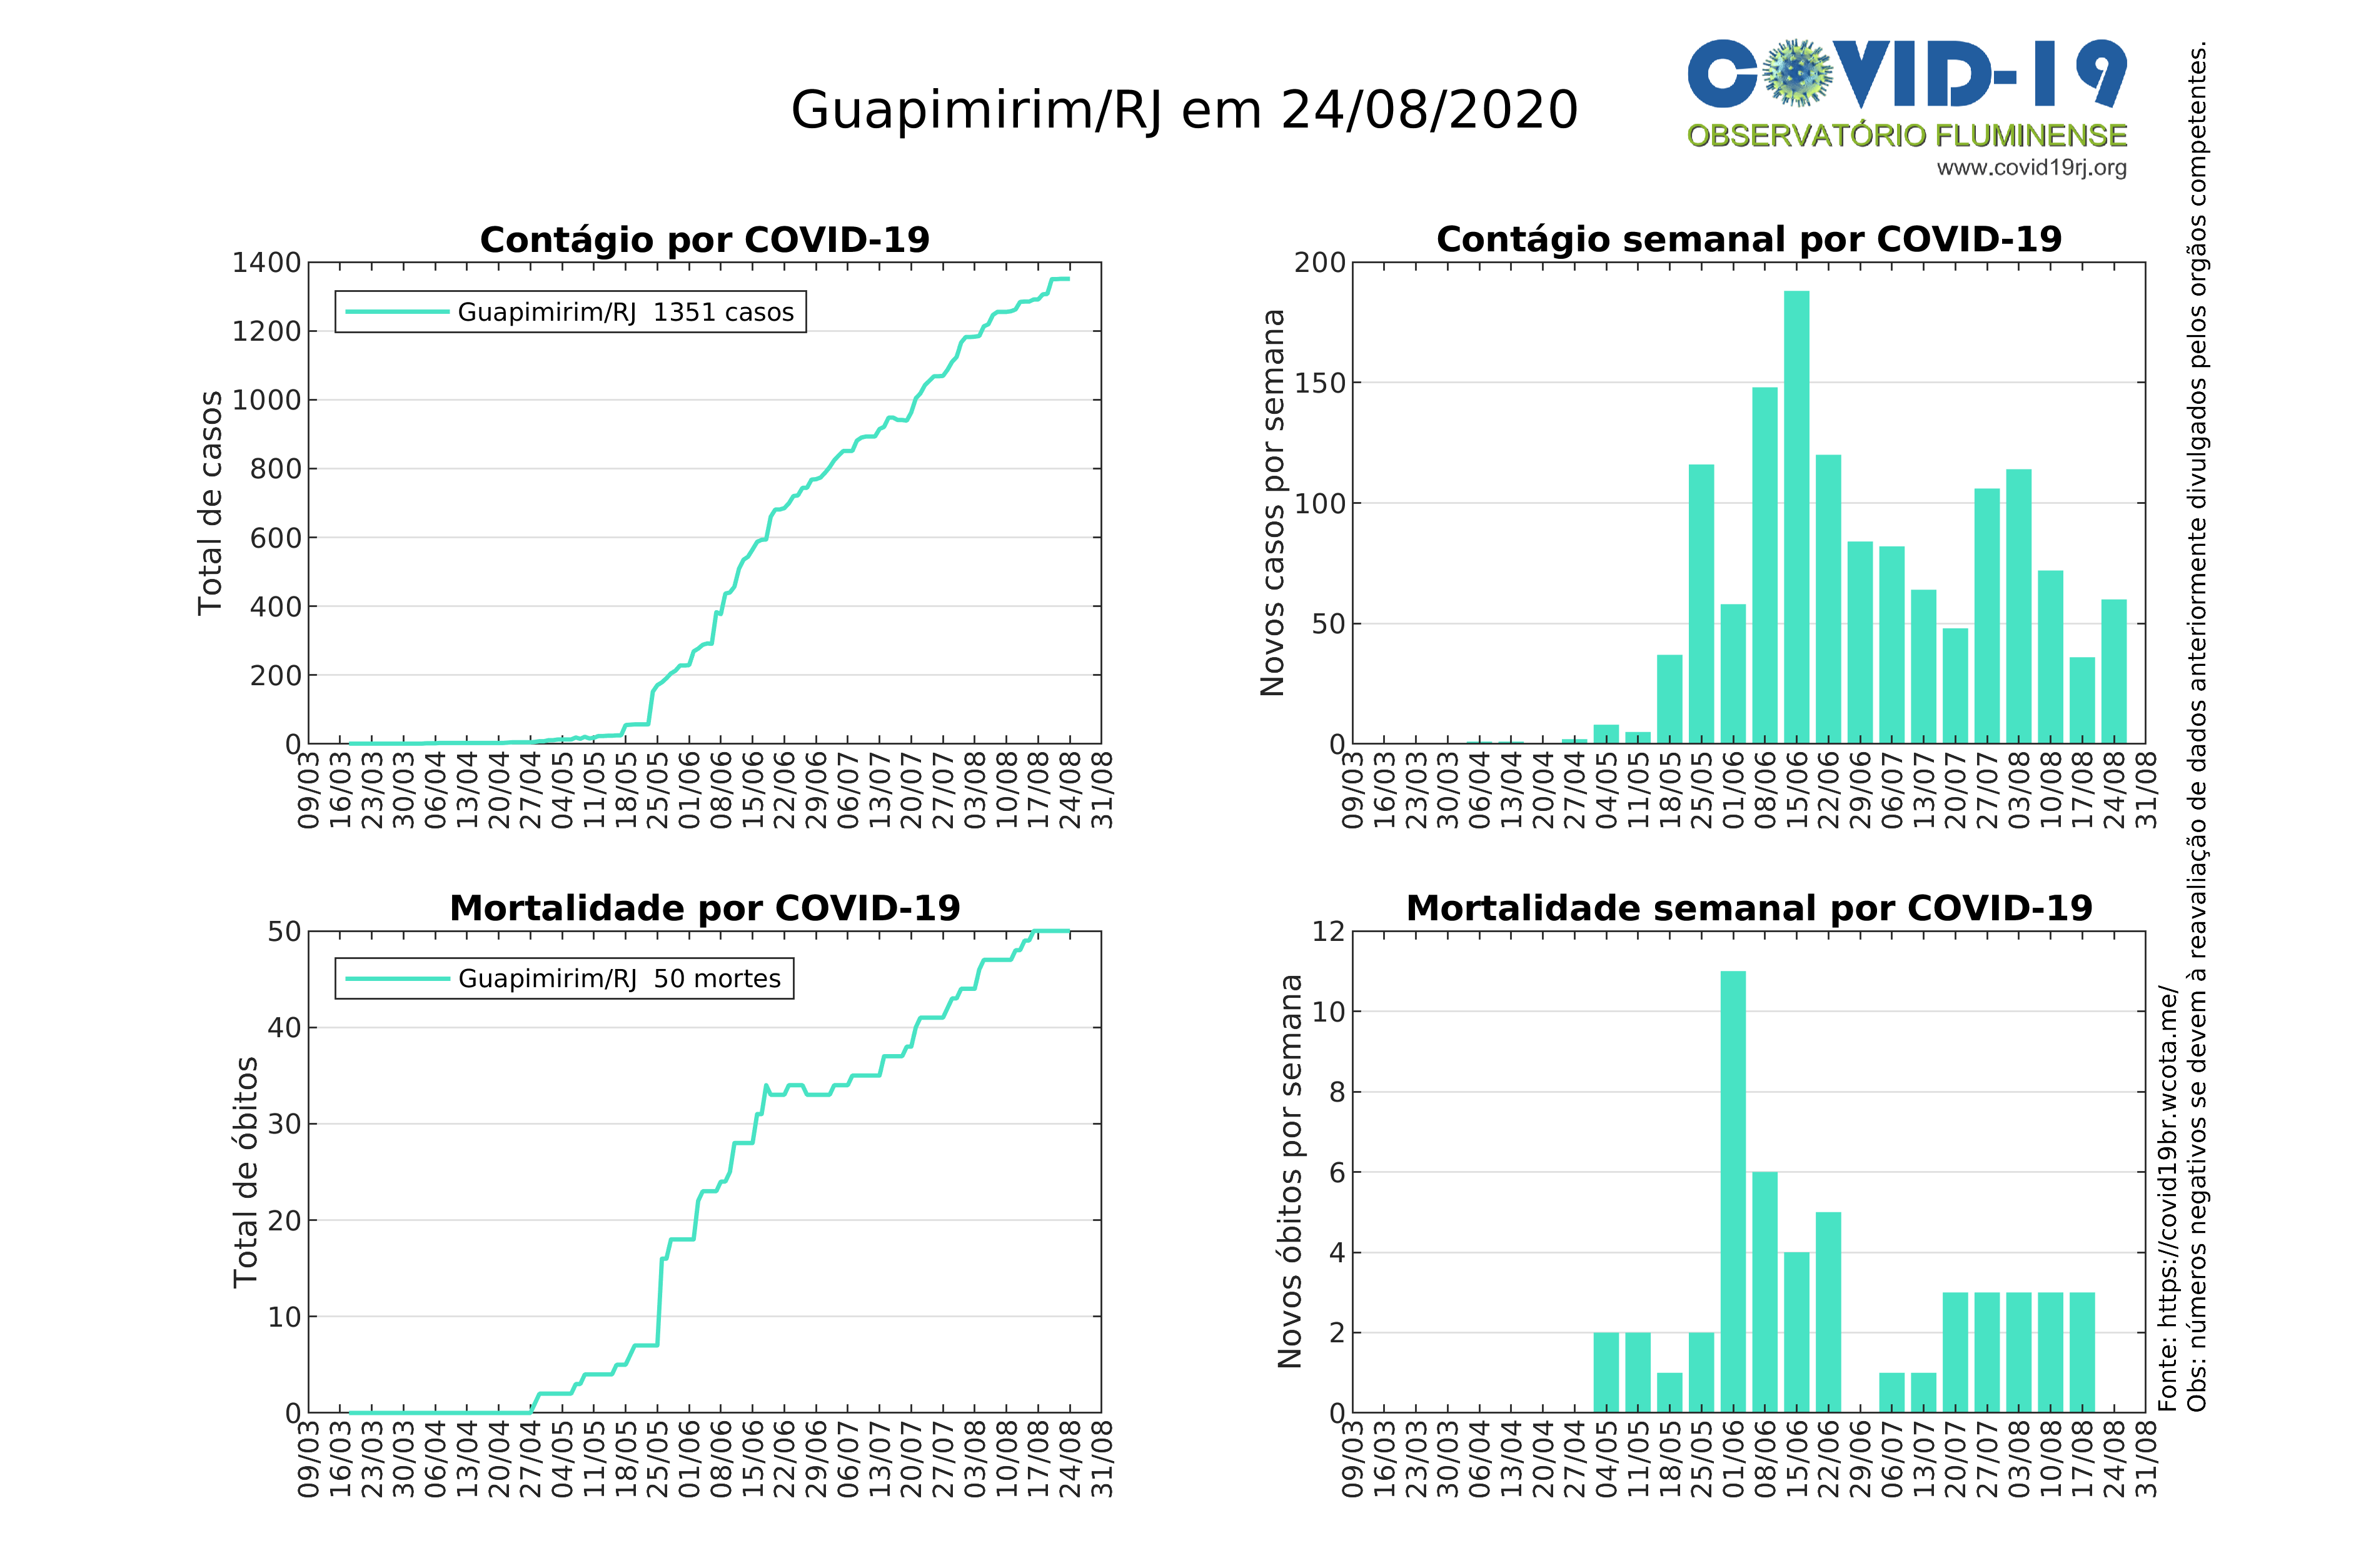 Guapimirim/RJ em 24/08/2020
COVID-19
OBSERVATÓRIO FLUMINENSE
www.covid19rj.org
Contágio por COVID-19
Total de casos
1400
1200
1000
800
600
400
200
0
Guapimirim/RJ 1351 casos
09/03 16/03 23/03 30/03 06/04 13/04 20/04 27/04 04/05 11/05 18/05 25/05 01/06 08/06 15/06 22/06 29/06 06/07 13/07 20/07 27/07 03/08 10/08 17/08 24/08 31/08
Contágio semanal por COVID-19
Novos casos por semana
200
150
100
50
0
09/03 16/03 23/03 30/03 06/04 13/04 20/04 27/04 04/05 11/05 18/05 25/05 01/06 08/06 15/06 22/06 29/06 06/07 13/07 20/07 27/07 03/08 10/08 17/08 24/08 31/08
Mortalidade por COVID-19
Total de óbitos
50
40
30
20
10
0
Guapimirim/RJ 50 mortes
09/03 16/03 23/03 30/03 06/04 13/04 20/04 27/04 04/05 11/05 18/05 25/05 01/06 08/06 15/06 22/06 29/06 06/07 13/07 20/07 27/07 03/08 10/08 17/08 24/08 31/08
Mortalidade semanal por COVID-19
Novos óbitos por semana
12
10
8
6
4
2
0
09/03 16/03 23/03 30/03 06/04 13/04 20/04 27/04 04/05 11/05 18/05 25/05 01/06 08/06 15/06 22/06 29/06 06/07 13/07 20/07 27/07 03/08 10/08 17/08 24/08 31/08
Fonte: https://covid19br.wcota.me/
Obs: números negativos se devem à reavaliação de dados anteriormente divulgados pelos orgãos competentes.